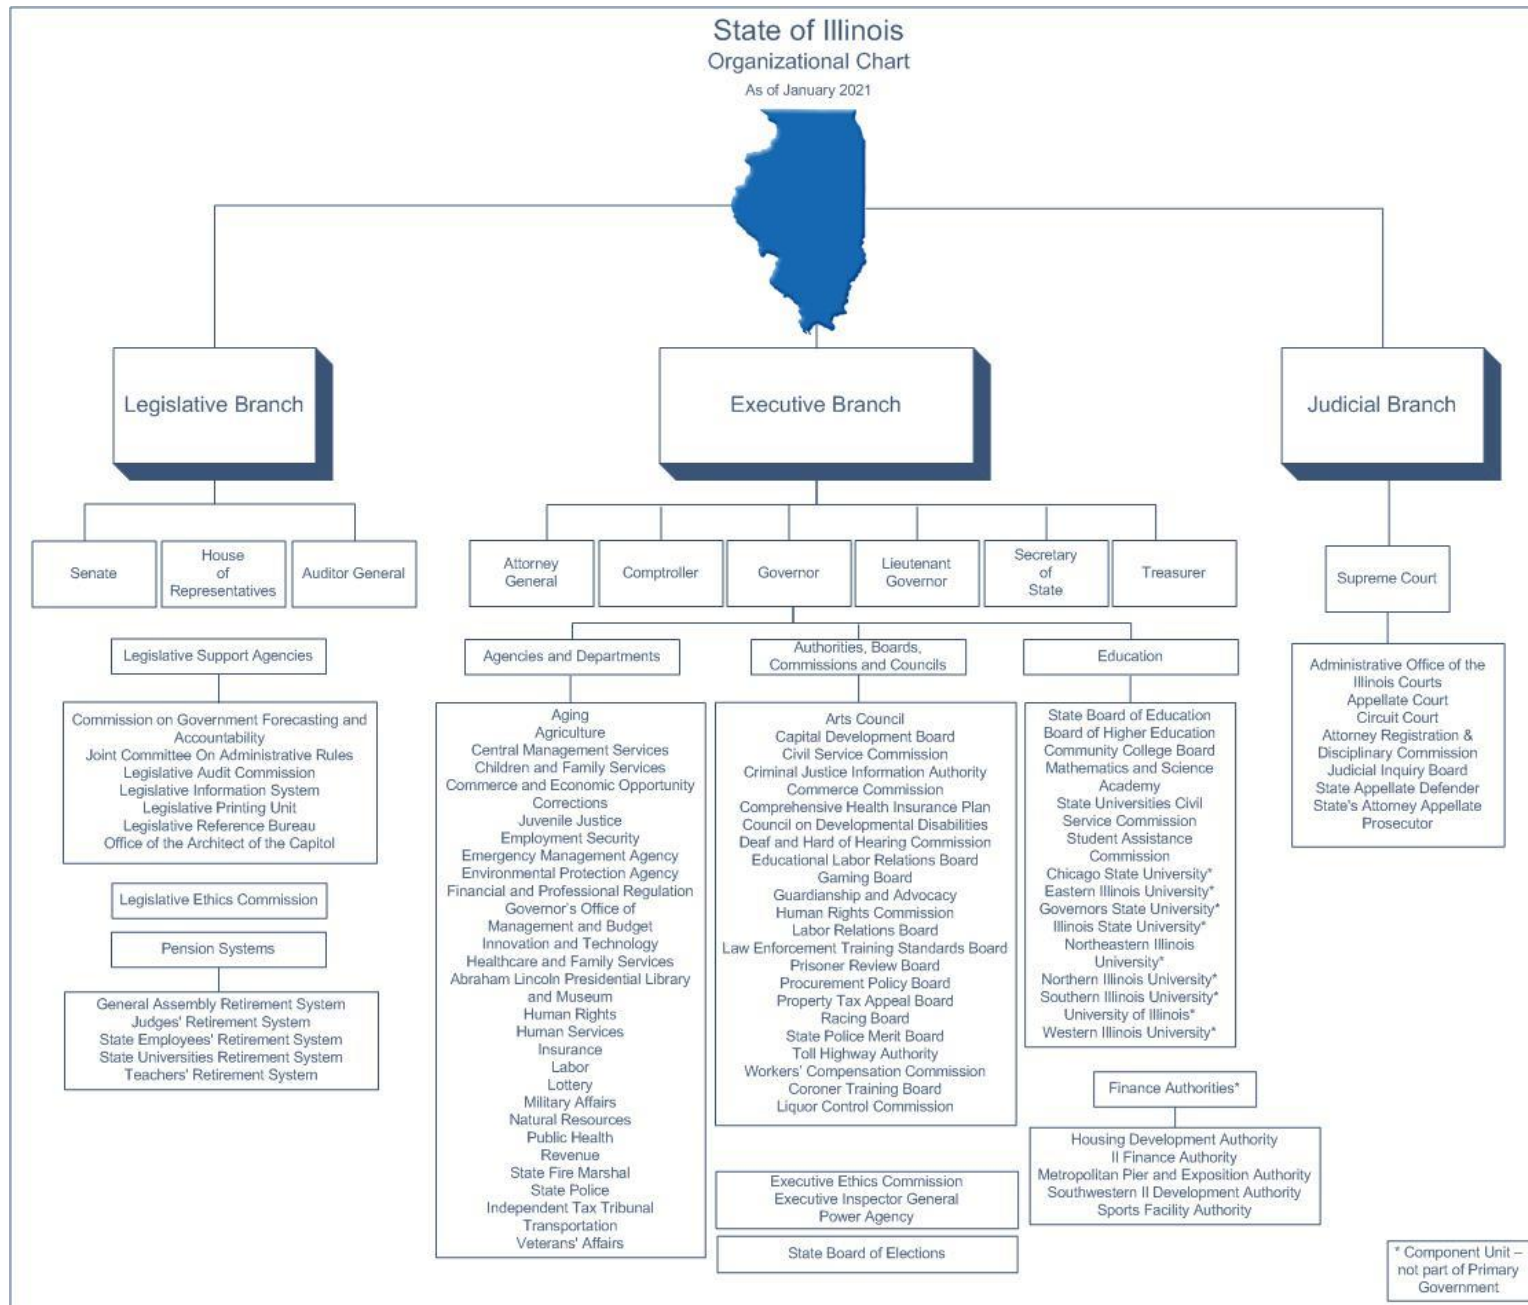 State of Illinois
Organizational Chart
As of January 2021
Legislative Branch
Executive Branch
Judicial Branch
Senate
House
of
Representatives
Auditor General
Attorney
General
Comptroller
Governor
Lieutenant
Governor
Secretary
of
State
Treasurer
Supreme Court
Legislative Support Agencies
Commission on Government Forecasting and
Accountability
Joint Committee On Administrative Rules
Legislative Audit Commission
Legislative Information System
Legislative Printing Unit
Legislative Reference Bureau
Office of the Architect of the Capitol
Legislative Ethics Commission
Pension Systems
General Assembly Retirement System
Judges' Retirement System
State Employees' Retirement System
State Universities Retirement System
Teachers' Retirement System
Agencies and Departments
Aging
Agriculture
Central Management Services
Children and Family Services
Commerce and Economic Opportunity
Corrections
Juvenile Justice
Employment Security
Emergency Management Agency
Environmental Protection Agency
Financial and Professional Regulation
Governor's Office of
Management and Budget
Innovation and Technology
Healthcare and Family Services
Abraham Lincoln Presidential Library
and Museum
Human Rights
Human Services
Insurance
Labor
Lottery
Military Affairs
Natural Resources
Public Health
Revenue
State Fire Marshal
State Police
Independent Tax Tribunal
Transportation
Veterans' Affairs
Authorities, Boards,
Commissions and Councils
Arts Council
Capital Development Board
Civil Service Commission
Criminal Justice Information Authority
Commerce Commission
Comprehensive Health Insurance Plan
Council on Developmental Disabilities
Deaf and Hard of Hearing Commission
Educational Labor Relations Board
Gaming Board
Guardianship and Advocacy
Human Rights Commission
Labor Relations Board
Law Enforcement Training Standards Board
Prisoner Review Board
Procurement Policy Board
Property Tax Appeal Board
Racing Board
State Police Merit Board
Toll Highway Authority
Workers' Compensation Commission
Coroner Training Board
Liquor Control Commission
Executive Ethics Commission
Executive Inspector General
Power Agency
State Board of Elections
Education
State Board of Education
Board of Higher Education
Community College Board
Mathematics and Science
Academy
State Universities Civil
Service Commission
Student Assistance
Commission
Chicago State University*
Eastern Illinois University*
Governors State University*
Illinois State University*
Northeastern Illinois
University*
Northern Illinois University*
Southern Illinois University*
University of Illinois*
Western Illinois University*
Finance Authorities*
Housing Development Authority
Il Finance Authority
Metropolitan Pier and Exposition Authority
Southwestern Il Development Authority
Sports Facility Authority
Administrative Office of the
Illinois Courts
Appellate Court
Circuit Court
Attorney Registration &
Disciplinary Commission
Judicial Inquiry Board
State Appellate Defender
State's Attorney Appellate
Prosecutor
* Component Unit –
not part of Primary
Government